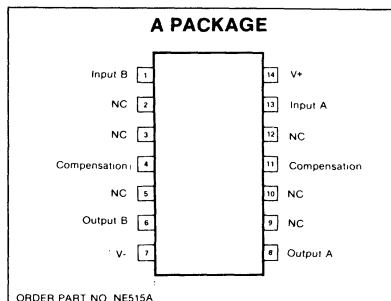 A PACKAGE
Input B 1 14 V+
NC 2 13 Input A
NC 3 12 NC
Compensation 4 11 Compensation
NC 5 10 NC
Output B 6 9 NC
V- 7 8 Output A
ORDER PART NO. NE515A